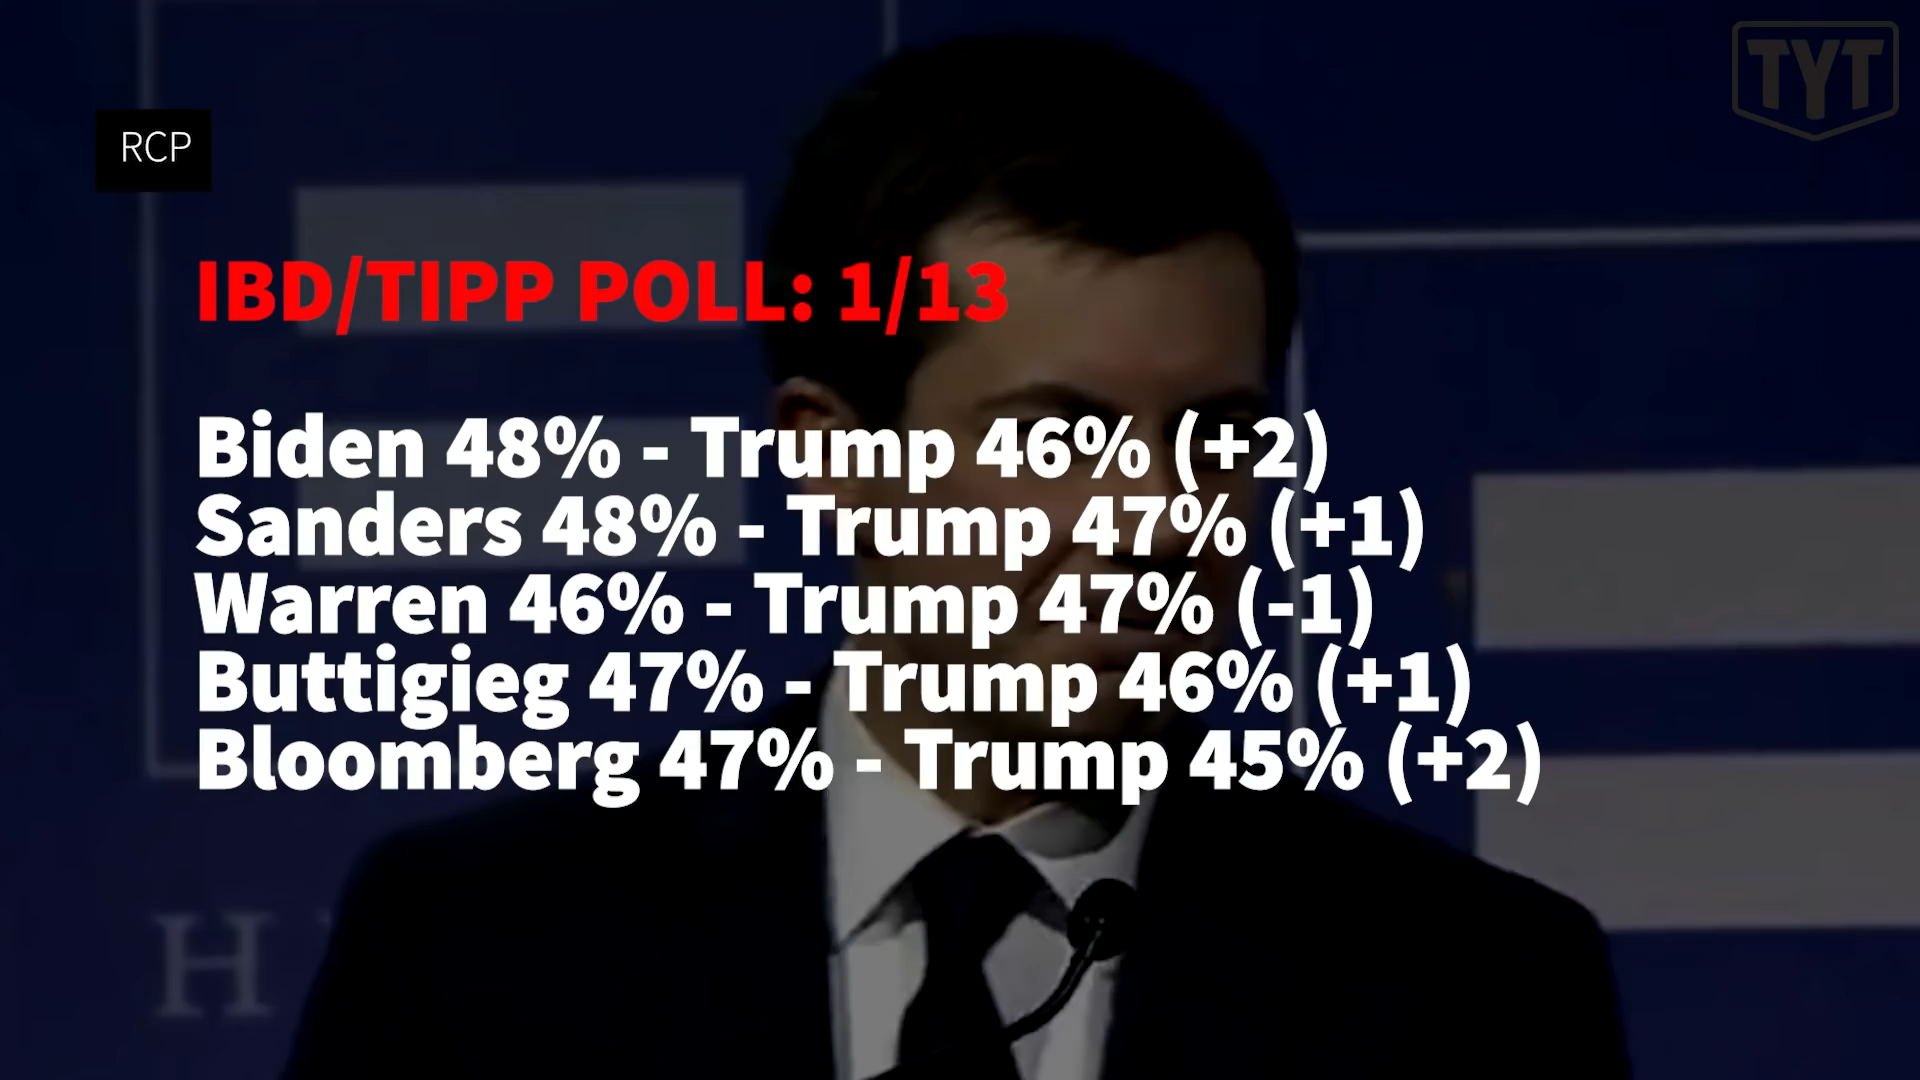 TYT
RCP
IBD/TIPP POLL: 1/13
Biden 48% - Trump 46% (+2)
Sanders 48% - Trump 47% (+1)
Warren 46% - Trump 47% (-1)
Buttigieg 47% - Trump 46% (+1)
Bloomberg 47% - Trump 45% (+2)
H